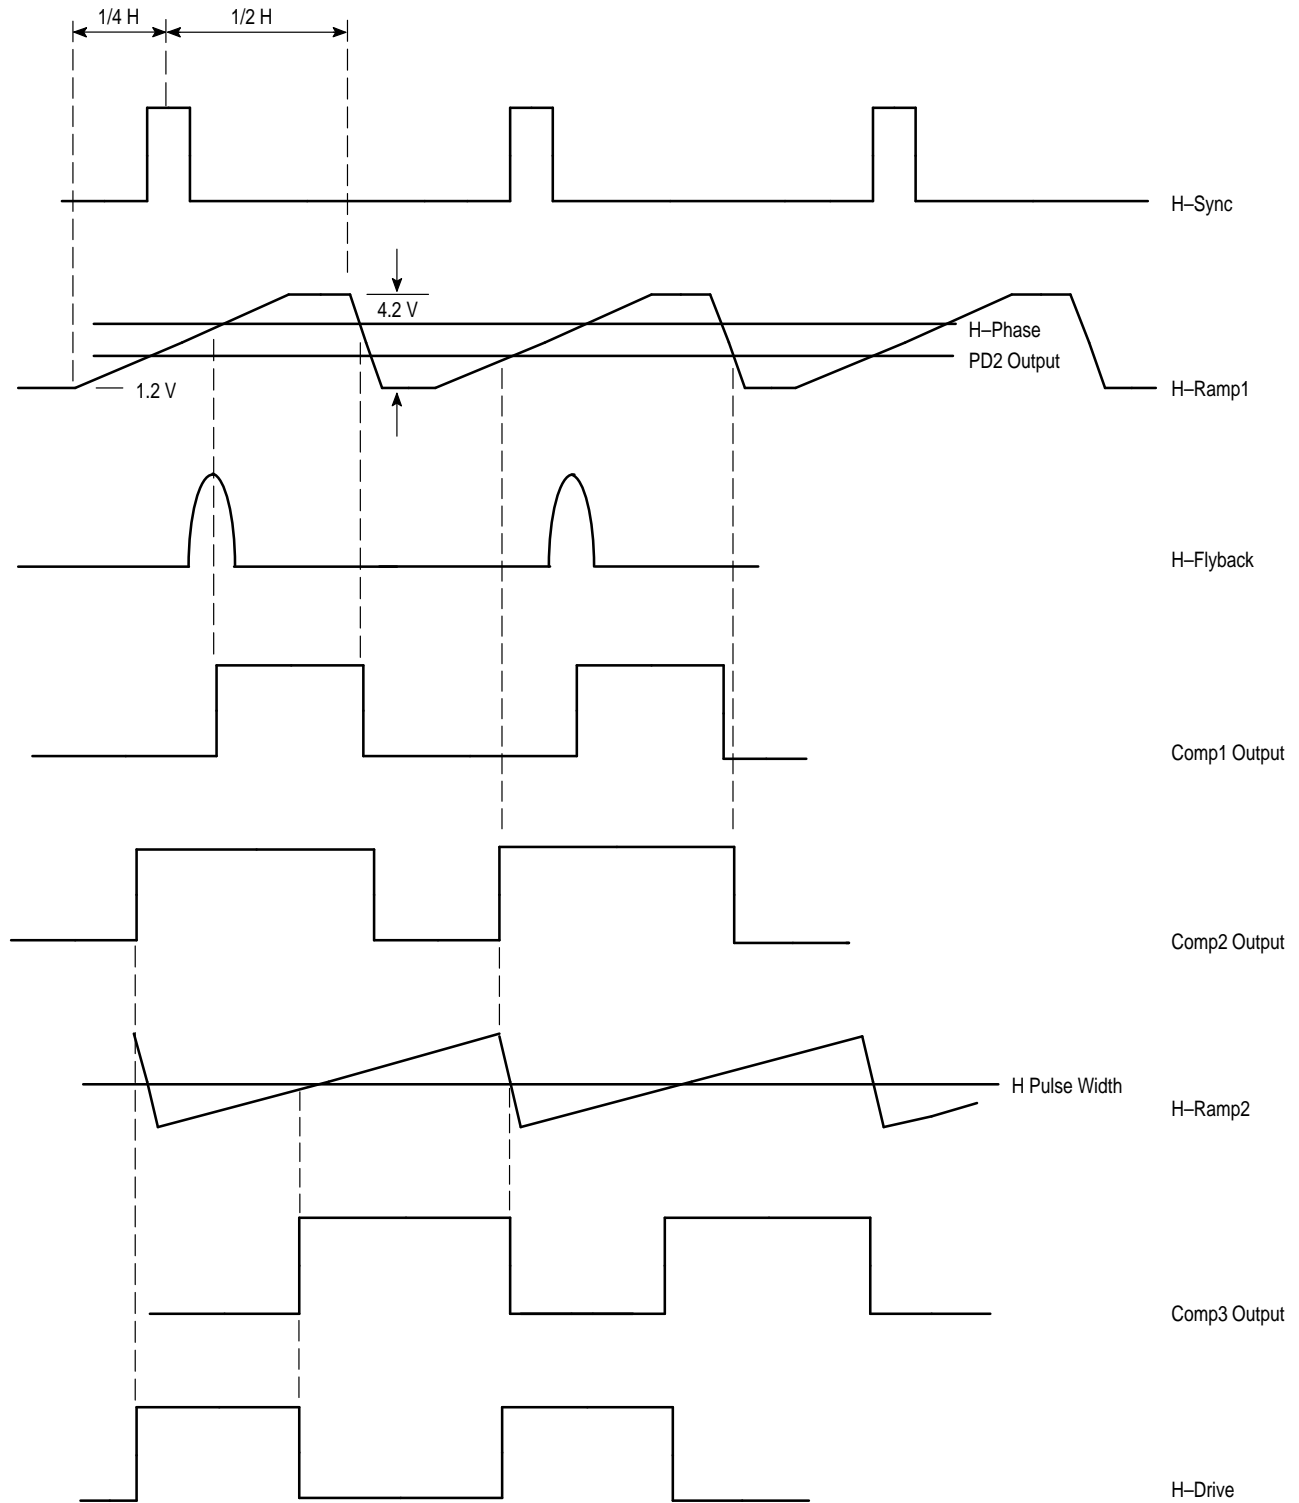 1/4 H
1/2 H
H–Sync
4.2 V
H–Phase
PD2 Output
1.2 V
H–Ramp1
H–Flyback
Comp1 Output
Comp2 Output
H Pulse Width
H–Ramp2
Comp3 Output
H–Drive